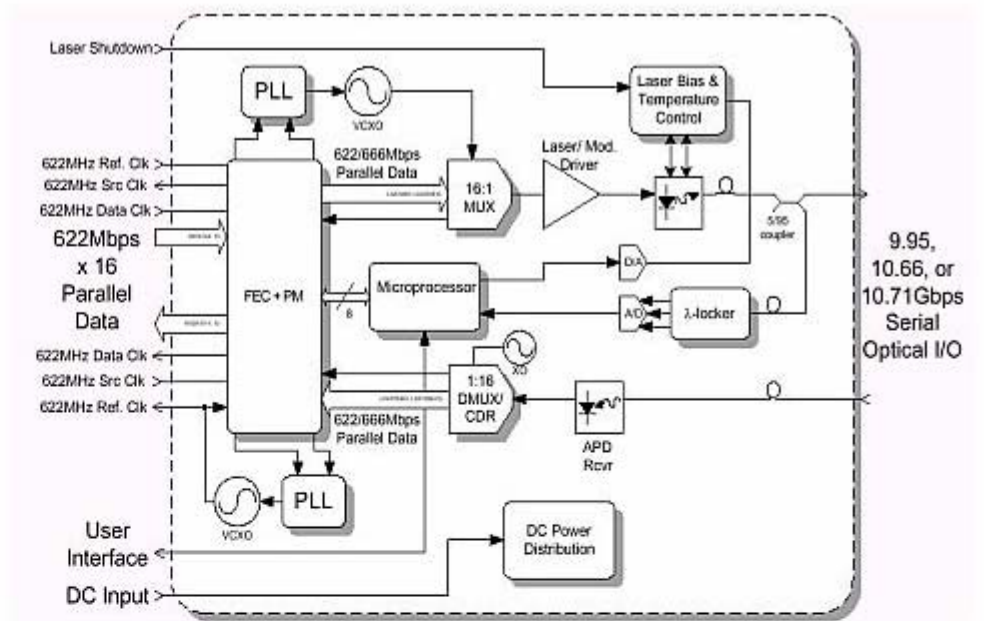 Laser Shutdown
PLL
VCXO
Laser Bias &
Temperature
Control
622MHz Ref. Clk
622MHz Src Clk
622MHz Data Clk
622Mbps
x 16
Parallel
Data
622MHz Data Clk
622MHz Src Clk
622MHz Ref. Clk
622/666Mbps
Parallel Data
16:1
MUX
Laser/ Mod.
Driver
5/95
coupler
FEC + PM
8
Microprocessor
D/A
A/D
λ-locker
9.95,
10.66, or
10.71Gbps
Serial
Optical I/O
XO
1:16
DMUX/
CDR
622/666Mbps
Parallel Data
APD
Rcvr
VCXO
PLL
User
Interface
DC Input
DC Power
Distribution